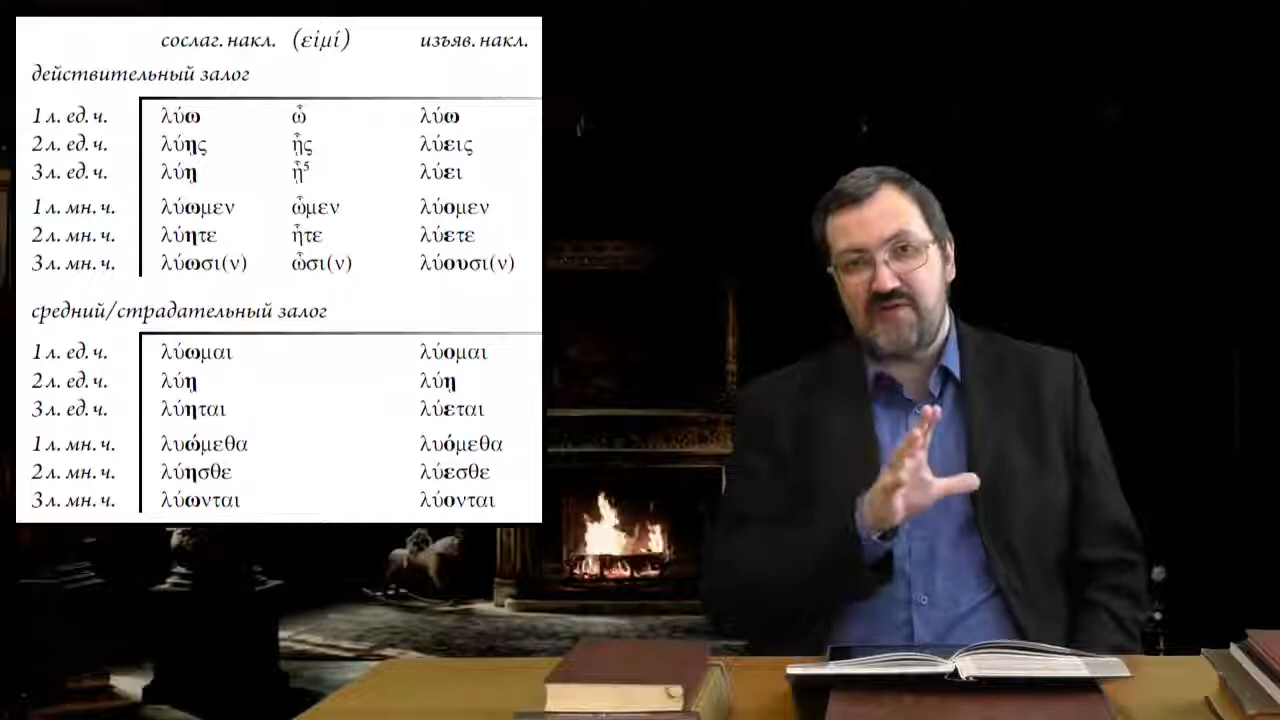 сослаг. накл. (εἰμί) изъяв. накл.
действительный залог
1 л. ед. ч. λύω ὦ λύω
2 л. ед. ч. λύῃς ᾖς λύεις
3 л. ед. ч. λύῃ ᾖ⁵ λύει
1 л. мн. ч. λύωμεν ὦμεν λύομεν
2 л. мн. ч. λύητε ἦτε λύετε
3 л. мн. ч. λύωσι(ν) ὦσι(ν) λύουσι(ν)
средний/страдательный залог
1 л. ед. ч. λύωμαι λύομαι
2 л. ед. ч. λύῃ λύῃ
3 л. ед. ч. λύηται λύεται
1 л. мн. ч. λυώμεθα λυόμεθα
2 л. мн. ч. λύησθε λύεσθε
3 л. мн. ч. λύωνται λύονται